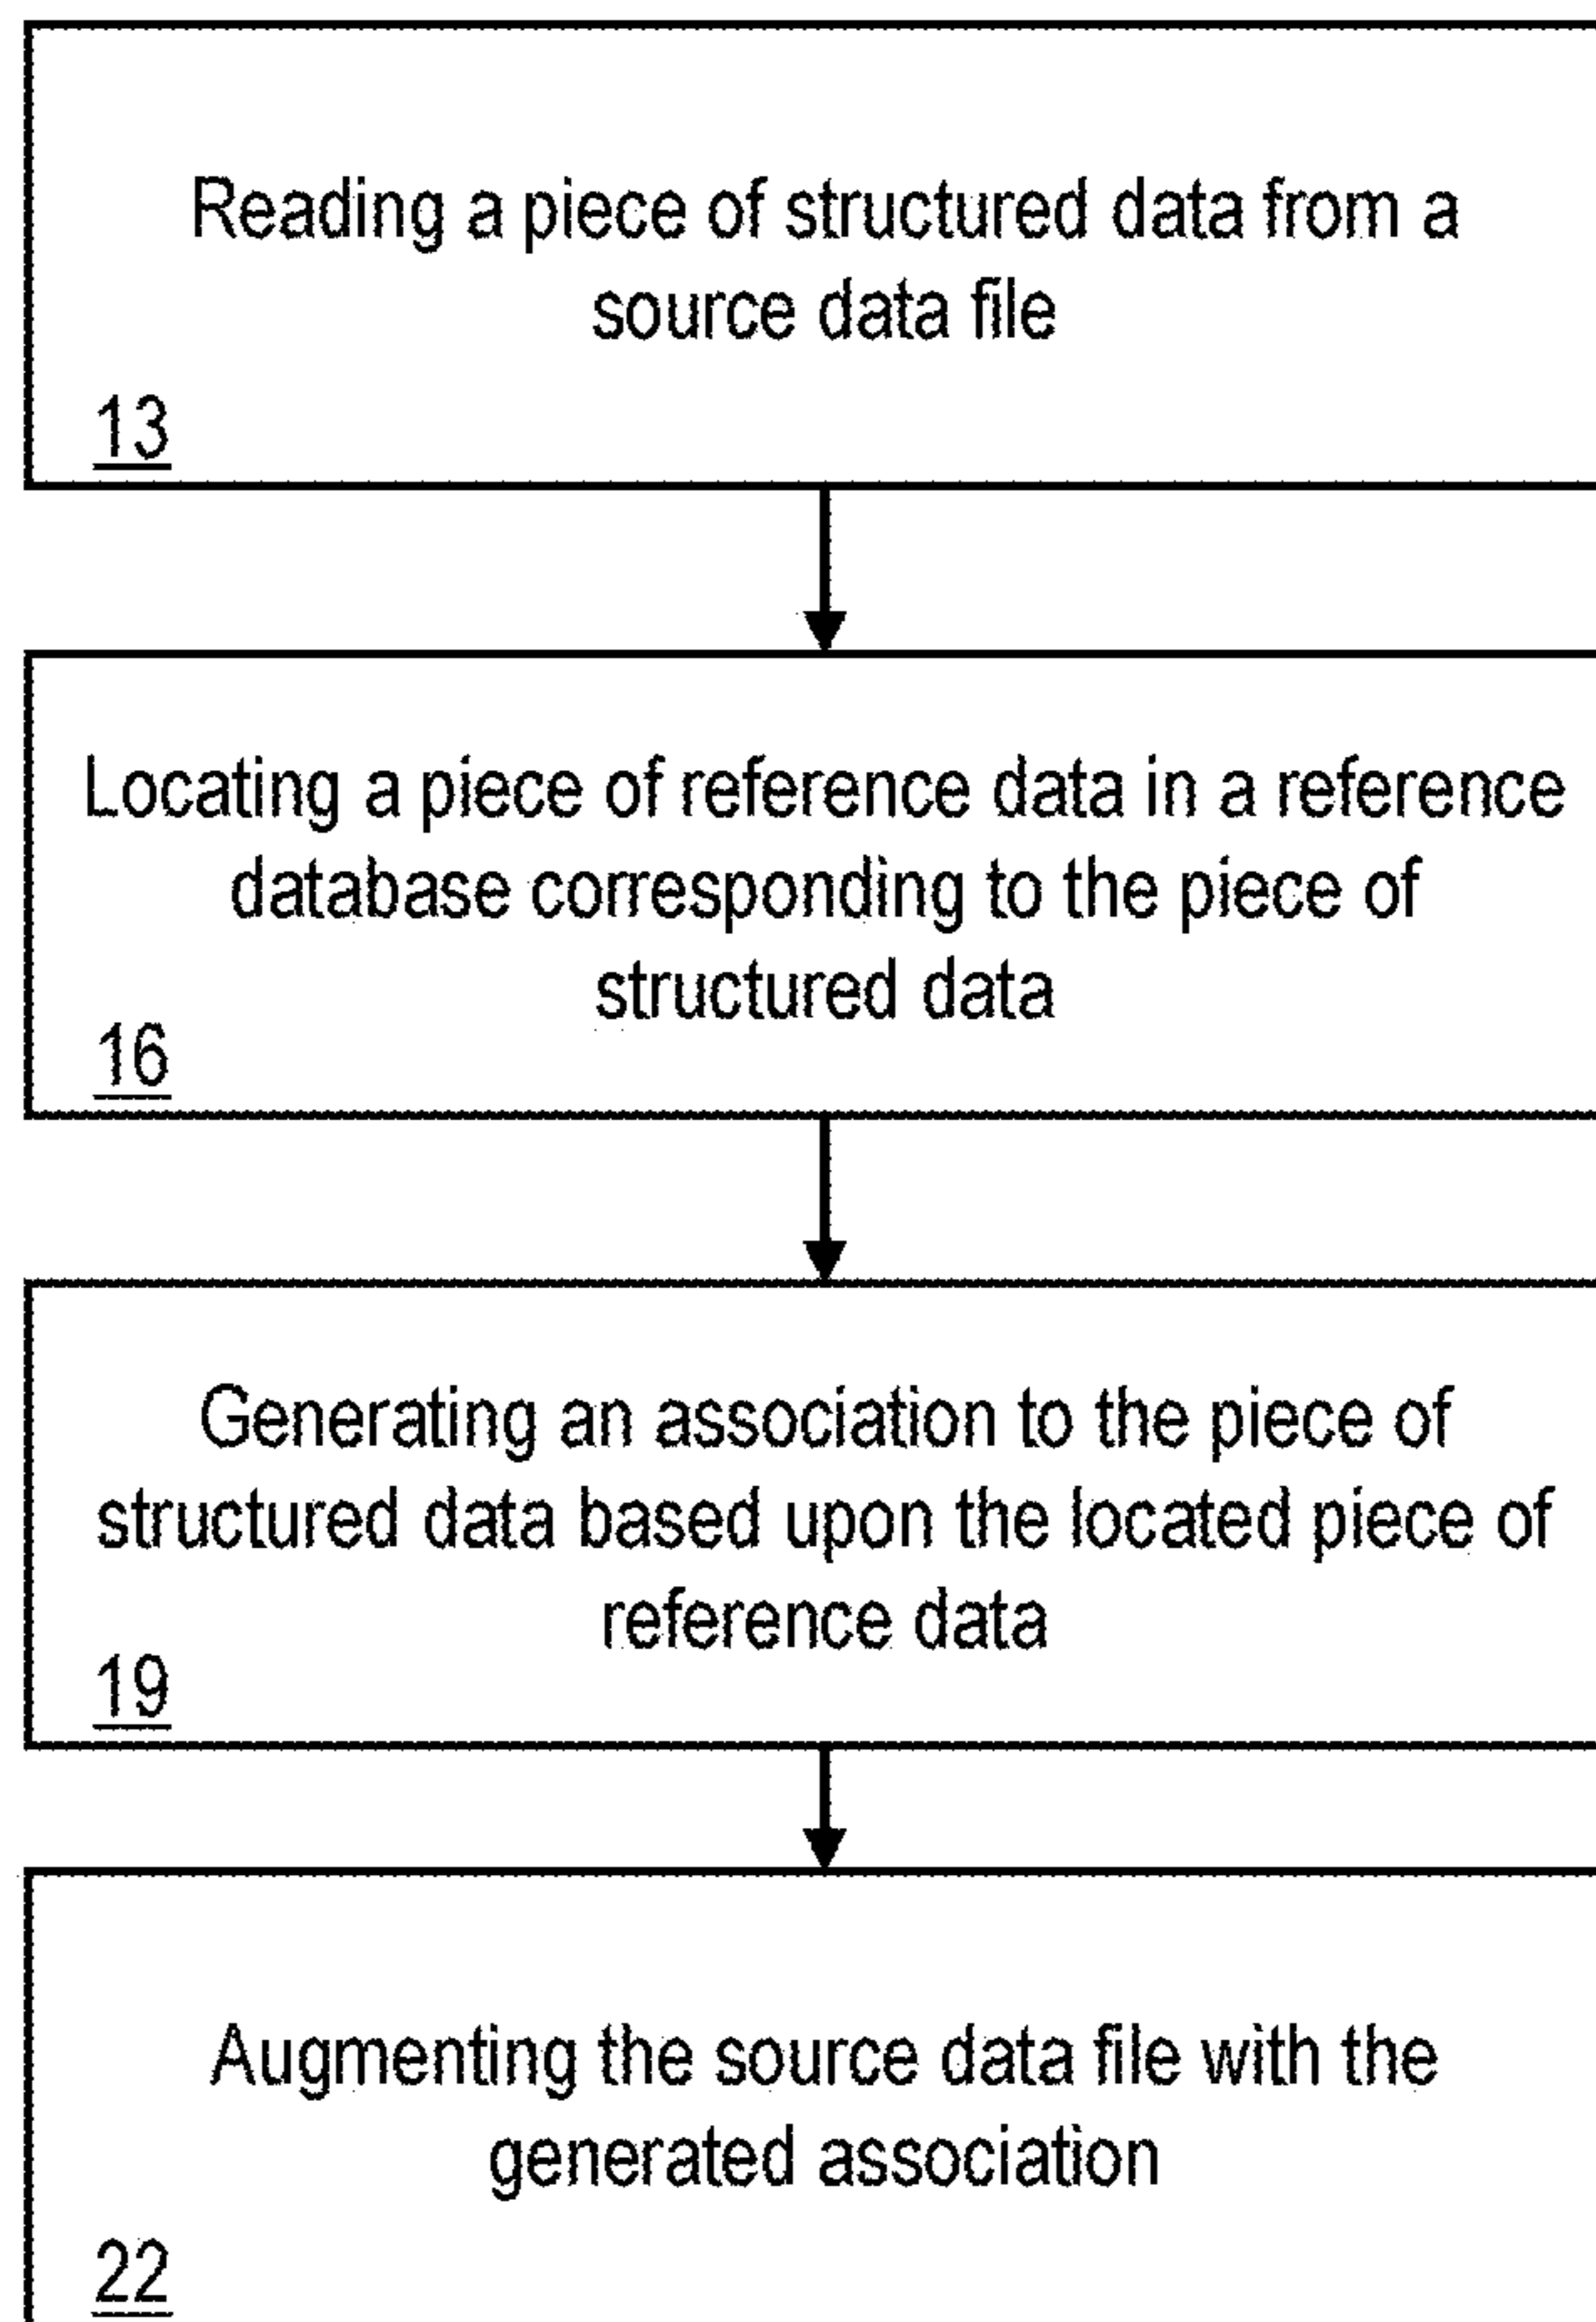 Reading a piece of structured data from a
source data file
13
Locating a piece of reference data in a reference
database corresponding to the piece of
structured data
16
Generating an association to the piece of
structured data based upon the located piece of
reference data
19
Augmenting the source data file with the
generated association
22